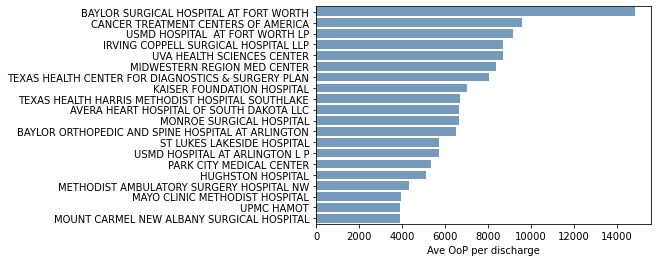 BAYLOR SURGICAL HOSPITAL AT FORT WORTH
CANCER TREATMENT CENTERS OF AMERICA
USMD HOSPITAL  AT FORT WORTH LP
IRVING COPPELL SURGICAL HOSPITAL LLP
UVA HEALTH SCIENCES CENTER
MIDWESTERN REGION MED CENTER
TEXAS HEALTH CENTER FOR DIAGNOSTICS & SURGERY PLAN
KAISER FOUNDATION HOSPITAL
TEXAS HEALTH HARRIS METHODIST HOSPITAL SOUTHLAKE
AVERA HEART HOSPITAL OF SOUTH DAKOTA LLC
MONROE SURGICAL HOSPITAL
BAYLOR ORTHOPEDIC AND SPINE HOSPITAL AT ARLINGTON
ST LUKES LAKESIDE HOSPITAL
USMD HOSPITAL AT ARLINGTON L P
PARK CITY MEDICAL CENTER
HUGHSTON HOSPITAL
METHODIST AMBULATORY SURGERY HOSPITAL NW
MAYO CLINIC METHODIST HOSPITAL
UPMC HAMOT
MOUNT CARMEL NEW ALBANY SURGICAL HOSPITAL
0 2000 4000 6000 8000 10000 12000 14000
Ave OoP per discharge